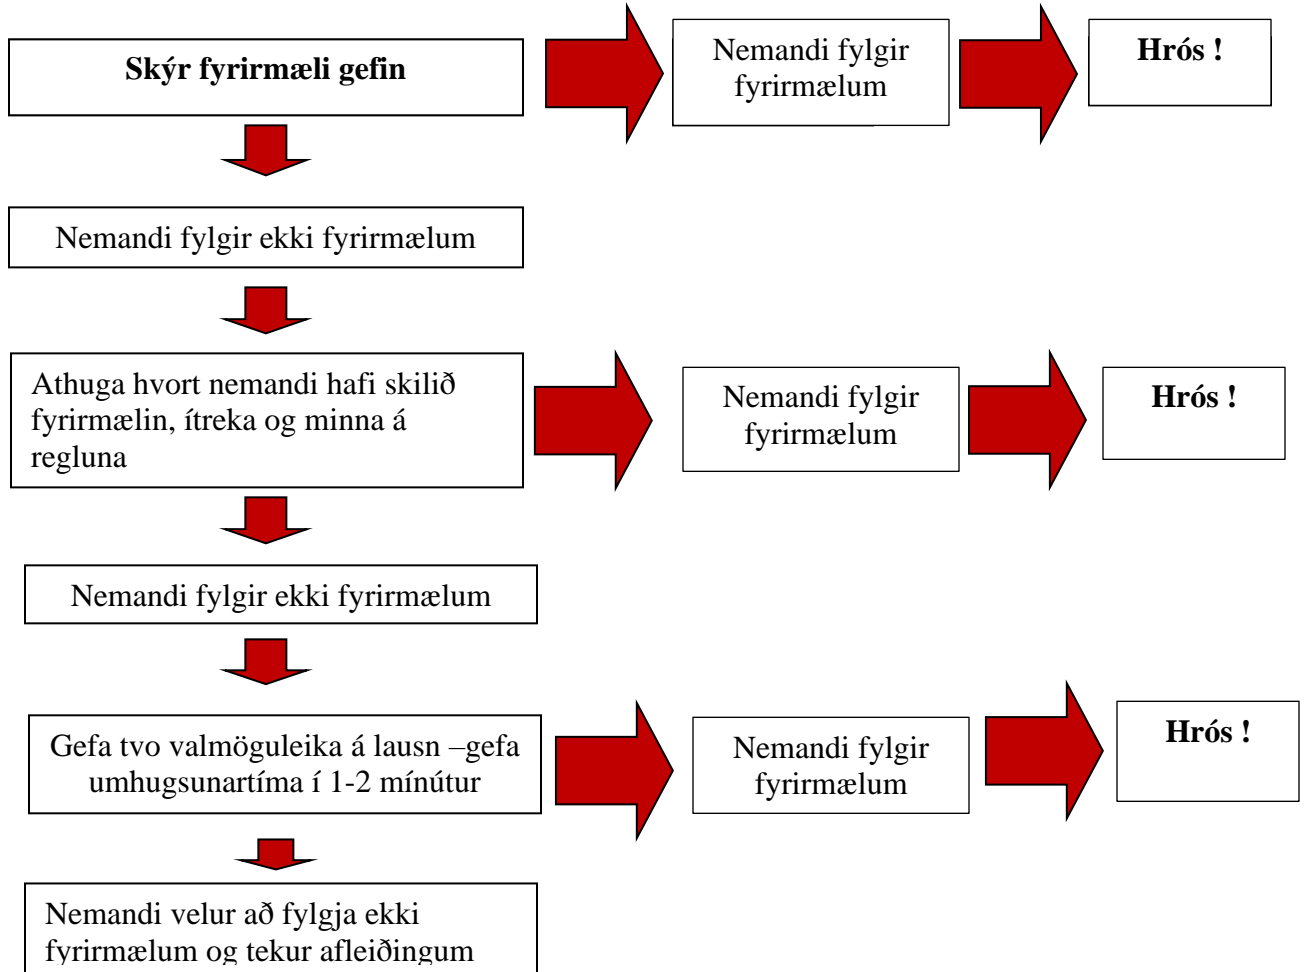 Skýr fyrirmæli gefin
Nemandi fylgir
fyrirmælum
Hrós !
Nemandi fylgir ekki fyrirmælum
Athuga hvort nemandi hafi skilið
fyrirmælin, ítreka og minna á
regluna
Nemandi fylgir
fyrirmælum
Hrós !
Nemandi fylgir ekki fyrirmælum
Gefa tvo valmöguleika á lausn –gefa
umhugsunartíma í 1-2 mínútur
Nemandi fylgir
fyrirmælum
Hrós !
Nemandi velur að fylgja ekki
fyrirmælum og tekur afleiðingum